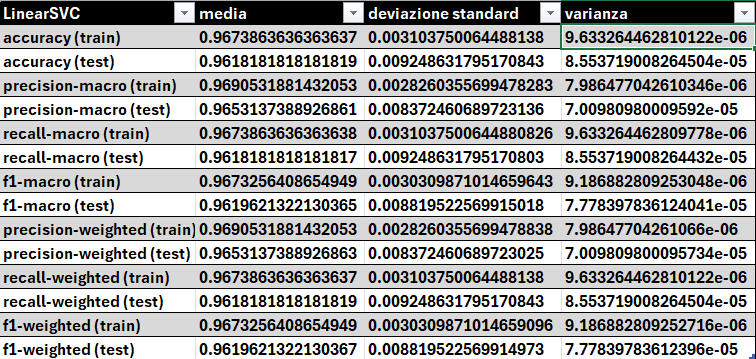 LinearSVC media deviazione standard varianza
accuracy (train) 0.9673863636363637 0.003103750064488138 9.633264462810122e-06
accuracy (test) 0.9618181818181819 0.009248631795170843 8.553719008264504e-05
precision-macro (train) 0.9690531881432053 0.0028260355699478283 7.986477042610346e-06
precision-macro (test) 0.9653137388926861 0.008372460689723136 7.00980980009592e-05
recall-macro (train) 0.9673863636363638 0.0031037500644880826 9.633264462809778e-06
recall-macro (test) 0.9618181818181817 0.009248631795170803 8.553719008264432e-05
f1-macro (train) 0.9673256408654949 0.0030309871014659643 9.186882809253048e-06
f1-macro (test) 0.9619621322130365 0.008819522569915018 7.778397836124041e-05
precision-weighted (train) 0.9690531881432053 0.0028260355699478838 7.98647704261066e-06
precision-weighted (test) 0.9653137388926863 0.008372460689723025 7.009809800095734e-05
recall-weighted (train) 0.9673863636363637 0.003103750064488138 9.633264462810122e-06
recall-weighted (test) 0.9618181818181819 0.009248631795170843 8.553719008264504e-05
f1-weighted (train) 0.9673256408654949 0.0030309871014659096 9.186882809252716e-06
f1-weighted (test) 0.9619621322130367 0.008819522569914973 7.77839783612396e-05